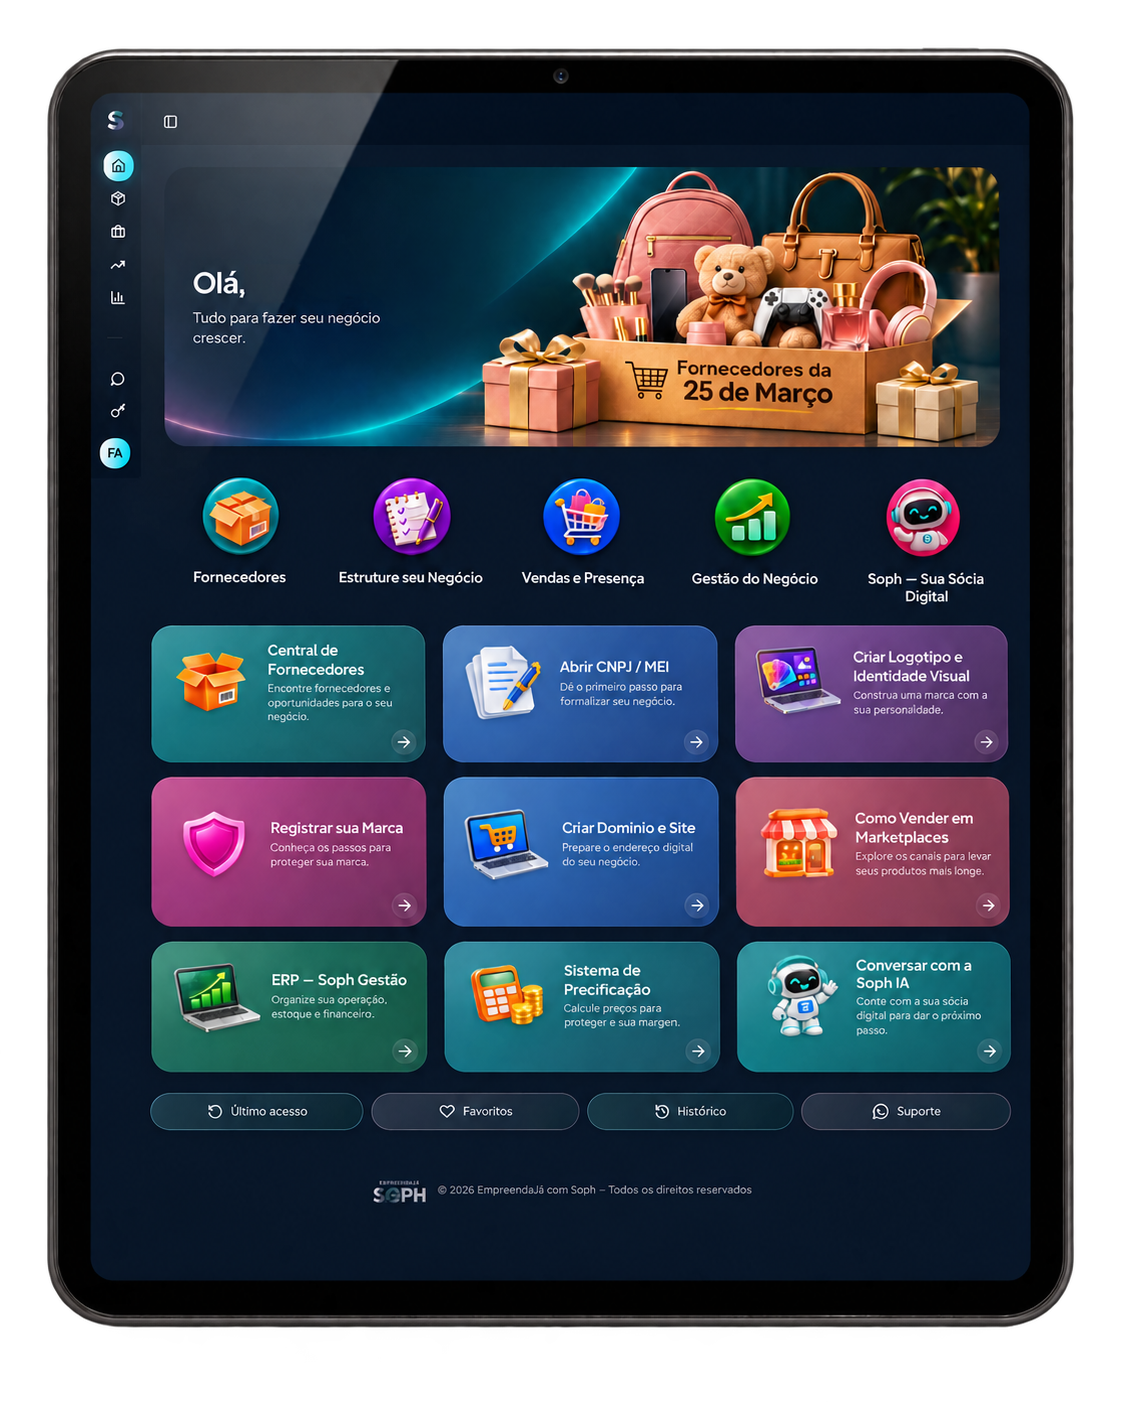 S
Olá,
Tudo para fazer seu negócio
crescer.
Fornecedores da
25 de Março
FA
Fornecedores
Estruture seu Negócio
Vendas e Presença
Gestão do Negócio
Soph — Sua Sócia
Digital
Central de
Fornecedores
Encontre fornecedores e
oportunidades para o seu
negócio.
Abrir CNPJ / MEI
Dê o primeiro passo para
formalizar seu negócio.
Criar Logotipo e
Identidade Visual
Construa uma marca com a
sua personaldade.
Registrar sua Marca
Conheça os passos para
proteger sua marca.
Criar Dominio e Site
Prepare o endereço digital
do seu negócio.
Como Vender em
Marketplaces
Explore os canais para levar
seus produtos mais longe.
ERP — Soph Gestão
Organize sua operação,
estoque e financeiro.
Sistema de
Precificação
Calcule preços para
proteger e sua margen.
Conversar com a
Soph IA
Conte com a sua sócia
digital para dar o próximo
passo.
Último acesso
Favoritos
Histórico
Suporte
EMPREENDAJÁ
SOPH
© 2026 EmpreendaJá com Soph – Todos os direitos reservados